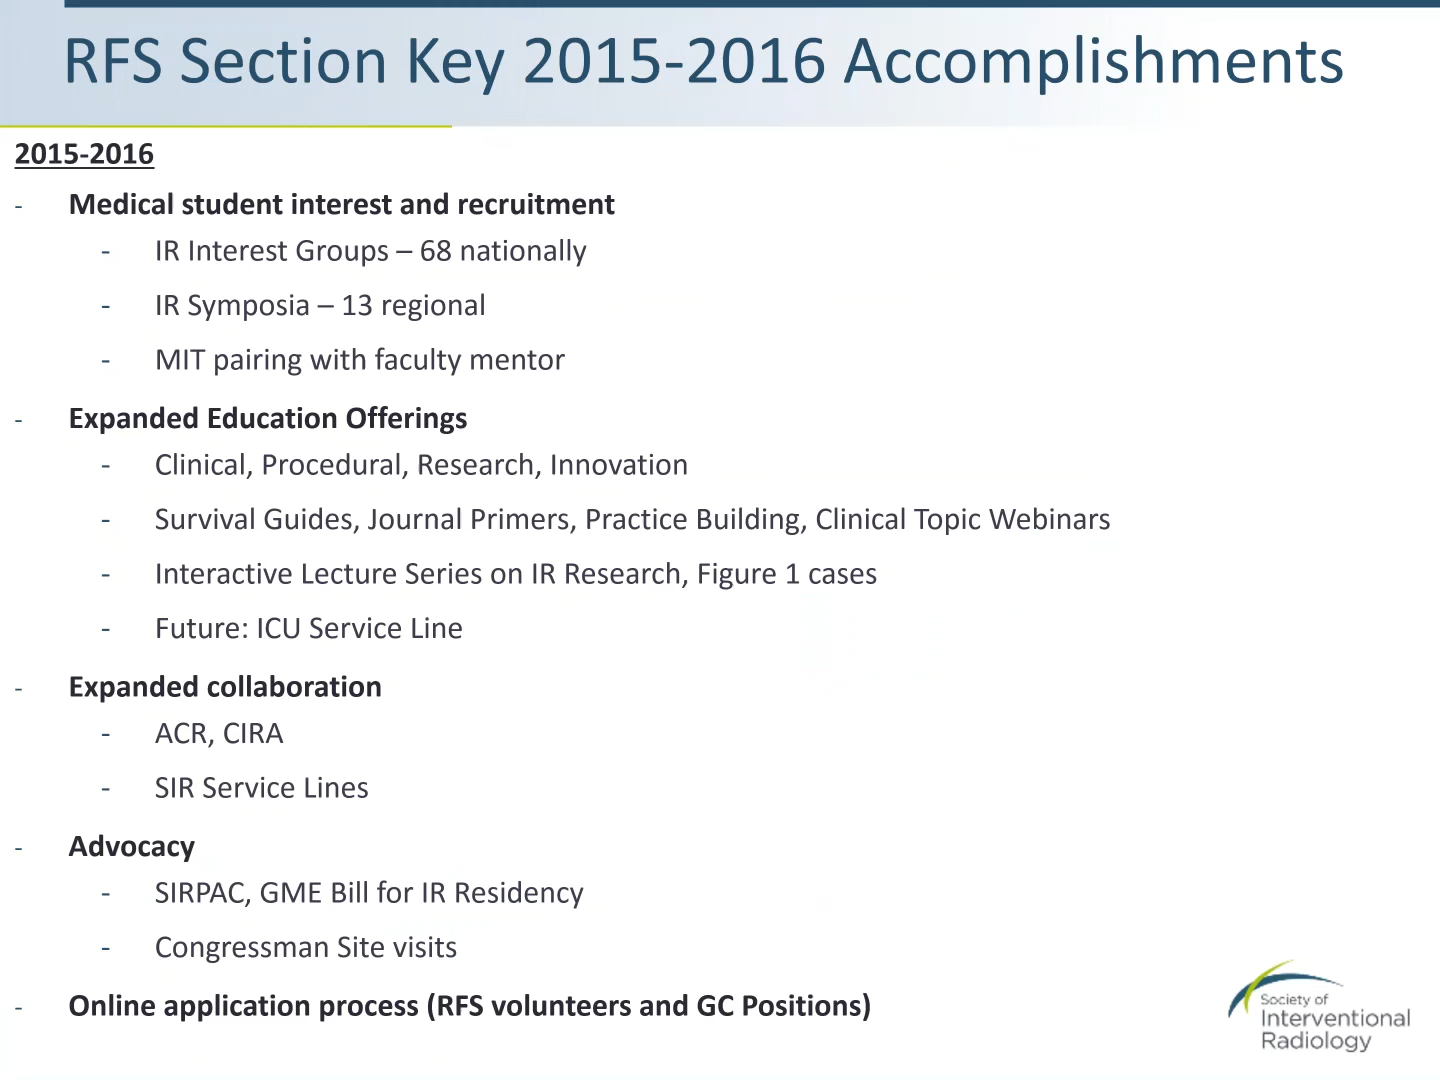 RFS Section Key 2015-2016 Accomplishments
2015-2016
- Medical student interest and recruitment
- IR Interest Groups – 68 nationally
- IR Symposia – 13 regional
- MIT pairing with faculty mentor
- Expanded Education Offerings
- Clinical, Procedural, Research, Innovation
- Survival Guides, Journal Primers, Practice Building, Clinical Topic Webinars
- Interactive Lecture Series on IR Research, Figure 1 cases
- Future: ICU Service Line
- Expanded collaboration
- ACR, CIRA
- SIR Service Lines
- Advocacy
- SIRPAC, GME Bill for IR Residency
- Congressman Site visits
- Online application process (RFS volunteers and GC Positions)
Society of
Interventional
Radiology